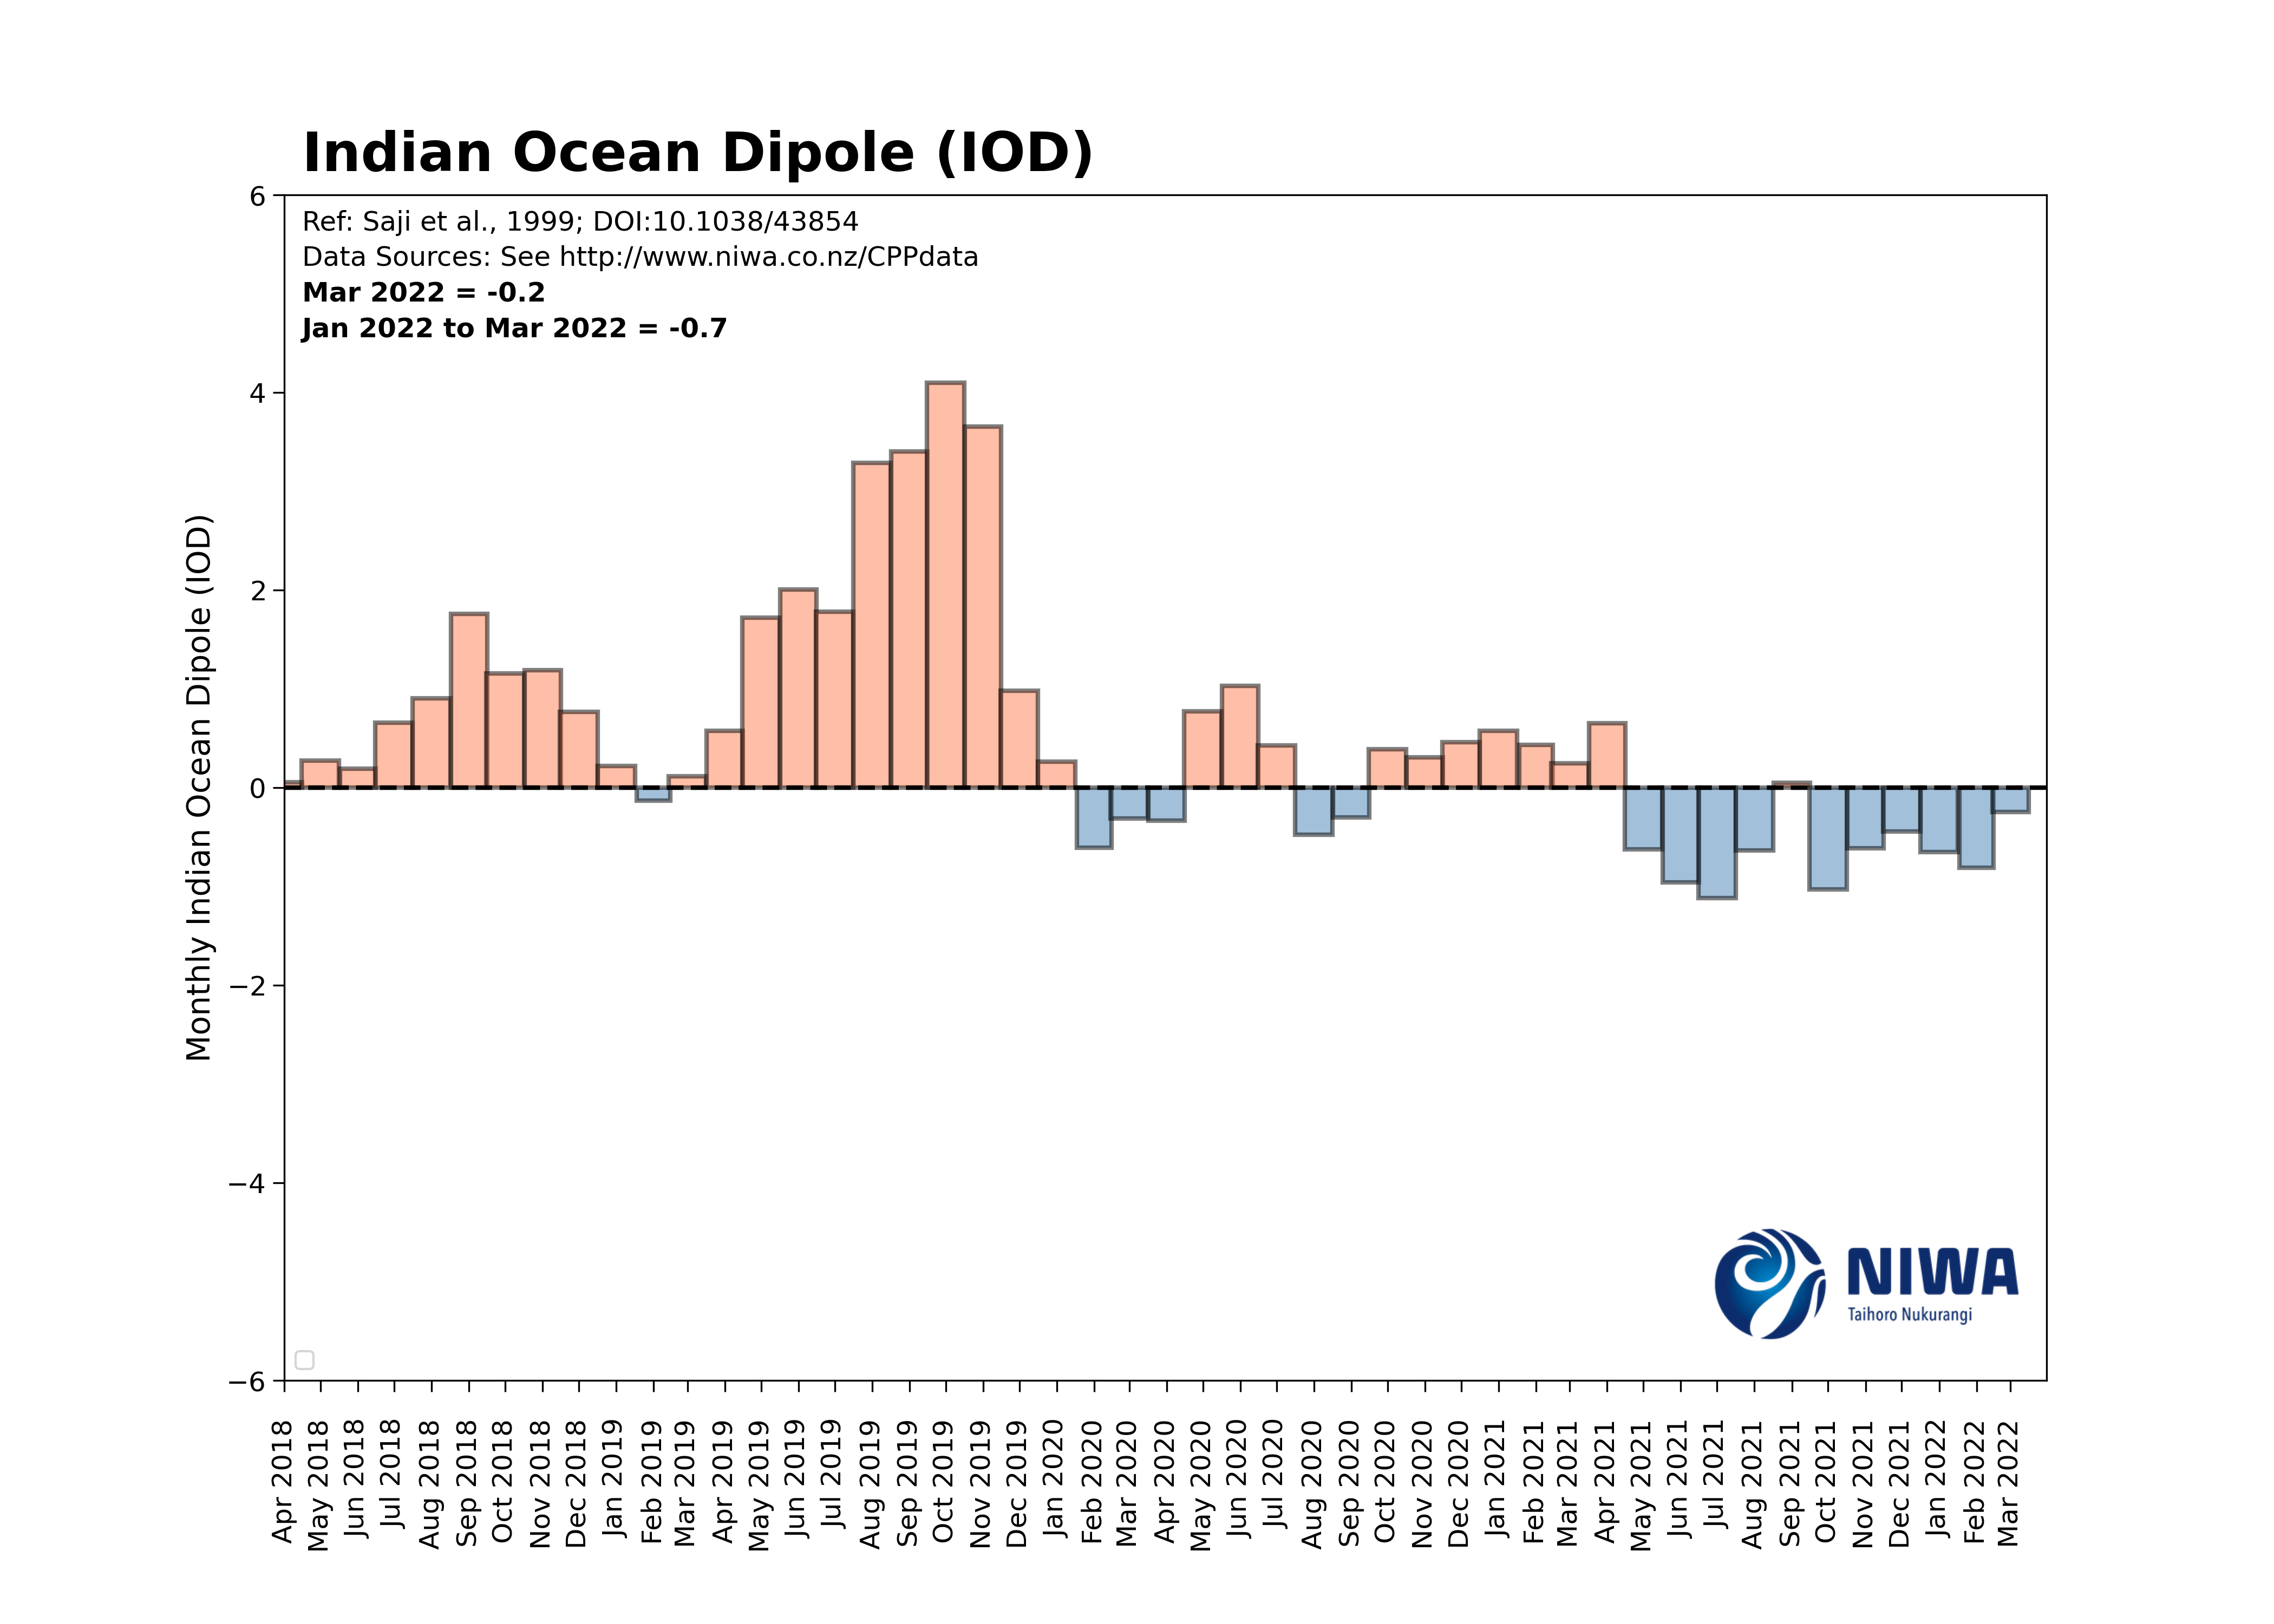 Indian Ocean Dipole (IOD)
Ref: Saji et al., 1999; DOI:10.1038/43854
Data Sources: See http://www.niwa.co.nz/CPPdata
Mar 2022 = -0.2
Jan 2022 to Mar 2022 = -0.7
Monthly Indian Ocean Dipole (IOD)
6
4
2
0
−2
−4
−6
NIWA
Taihoro Nukurangi
Apr 2018
May 2018
Jun 2018
Jul 2018
Aug 2018
Sep 2018
Oct 2018
Nov 2018
Dec 2018
Jan 2019
Feb 2019
Mar 2019
Apr 2019
May 2019
Jun 2019
Jul 2019
Aug 2019
Sep 2019
Oct 2019
Nov 2019
Dec 2019
Jan 2020
Feb 2020
Mar 2020
Apr 2020
May 2020
Jun 2020
Jul 2020
Aug 2020
Sep 2020
Oct 2020
Nov 2020
Dec 2020
Jan 2021
Feb 2021
Mar 2021
Apr 2021
May 2021
Jun 2021
Jul 2021
Aug 2021
Sep 2021
Oct 2021
Nov 2021
Dec 2021
Jan 2022
Feb 2022
Mar 2022